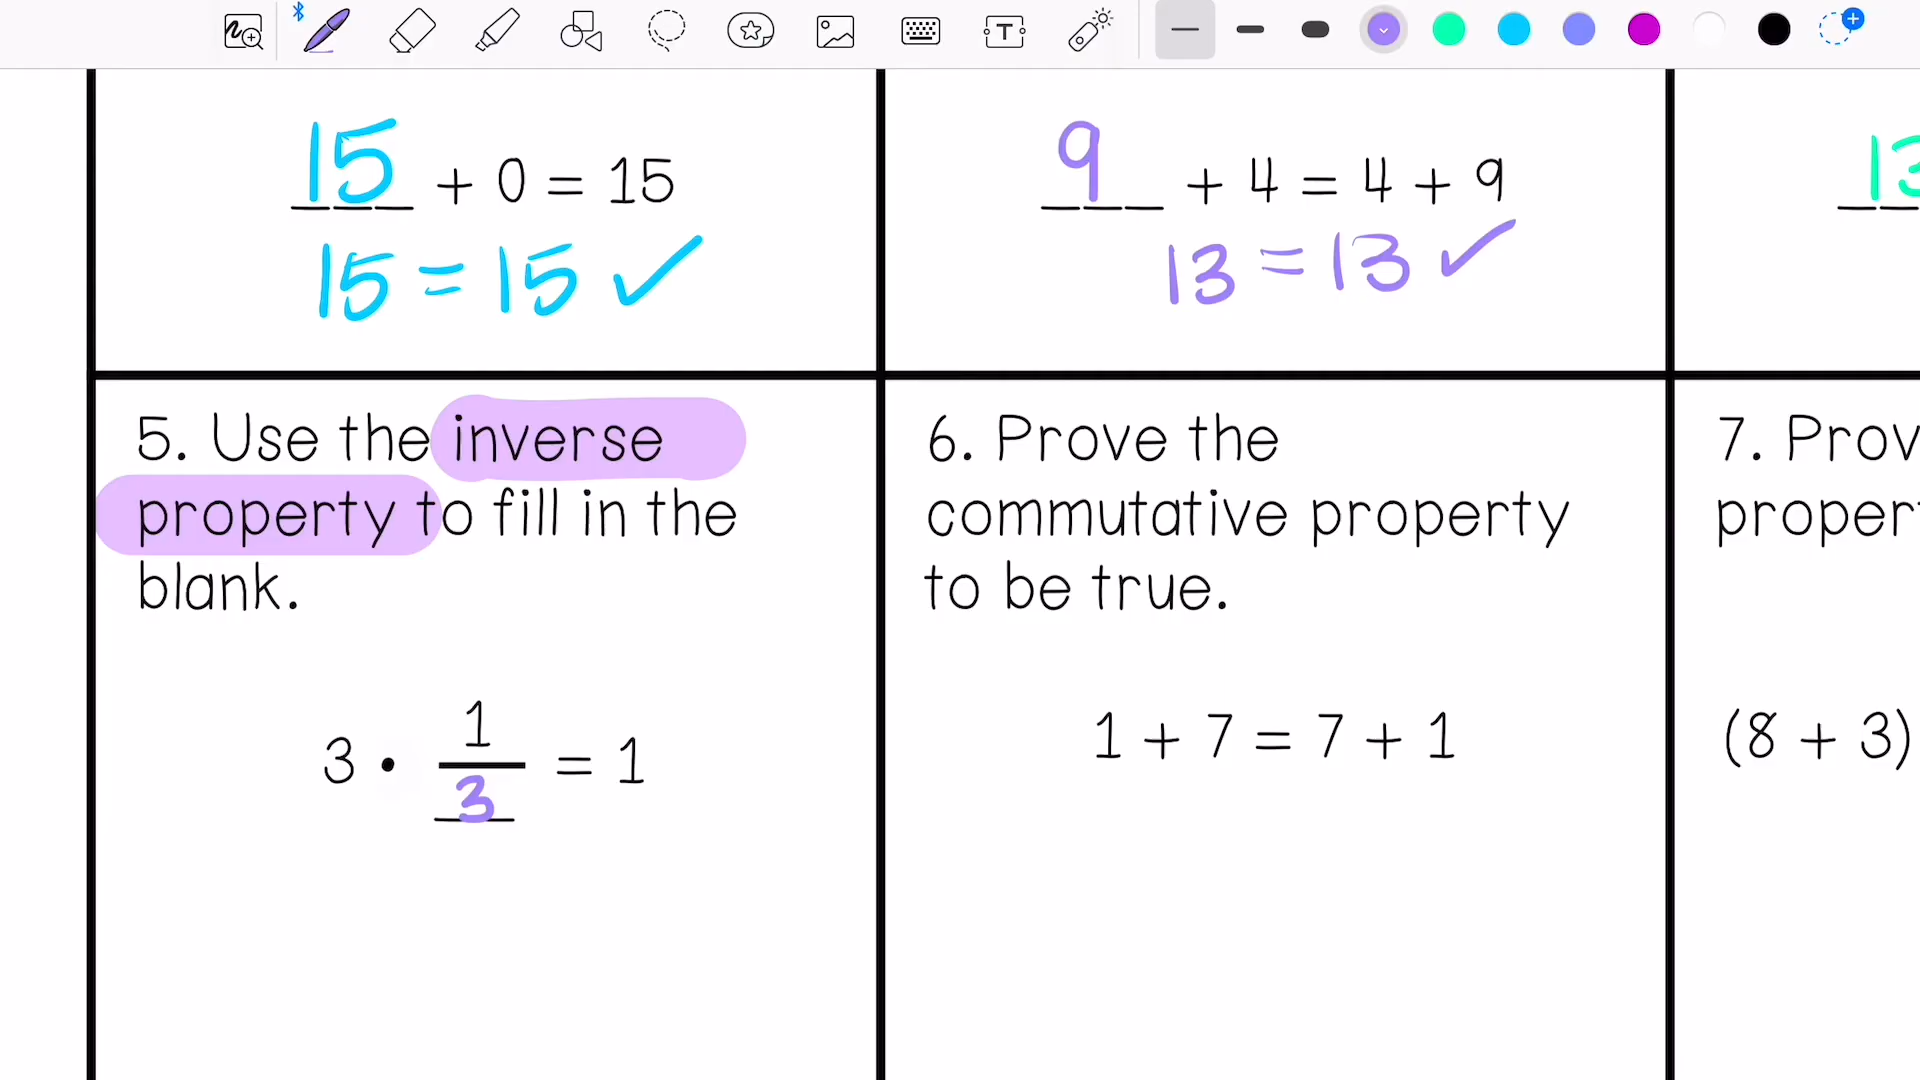 15 + 0 = 15
15 = 15 ✓
9 + 4 = 4 + 9
13 = 13 ✓
13
5. Use the inverse
property to fill in the
blank.
3 • 1/3 = 1
6. Prove the
commutative property
to be true.
1 + 7 = 7 + 1
7. Prov
proper
(8 + 3)